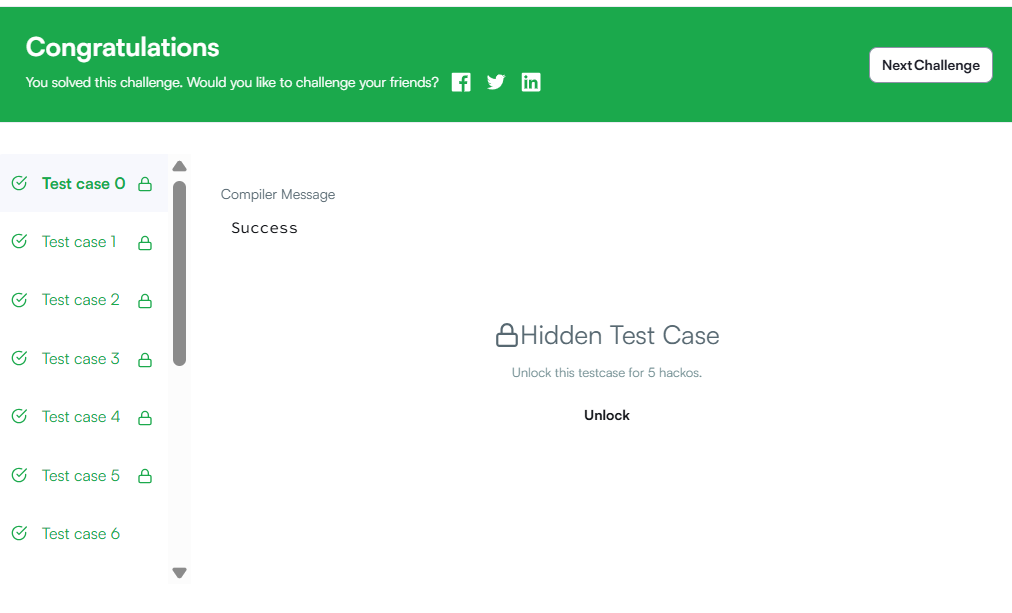 Congratulations
You solved this challenge. Would you like to challenge your friends?
Next Challenge
Test case 0
Test case 1
Test case 2
Test case 3
Test case 4
Test case 5
Test case 6
Compiler Message
Success
Hidden Test Case
Unlock this testcase for 5 hackos.
Unlock